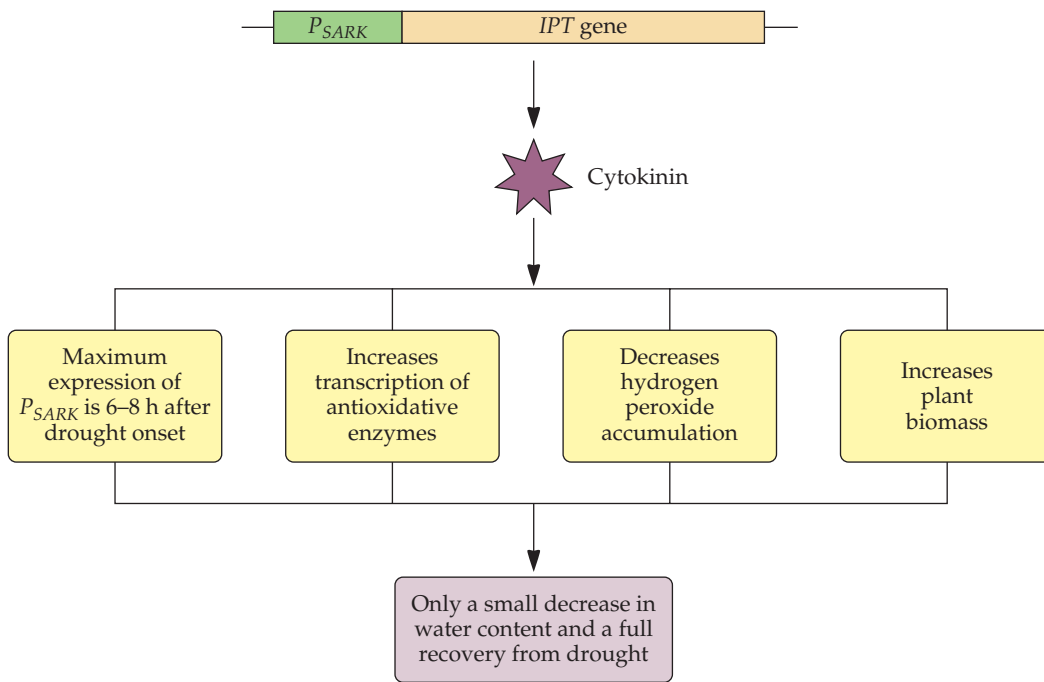 P_SARK IPT gene
Cytokinin
Maximum
expression of
P_SARK is 6–8 h after
drought onset
Increases
transcription of
antioxidative
enzymes
Decreases
hydrogen
peroxide
accumulation
Increases
plant
biomass
Only a small decrease in
water content and a full
recovery from drought